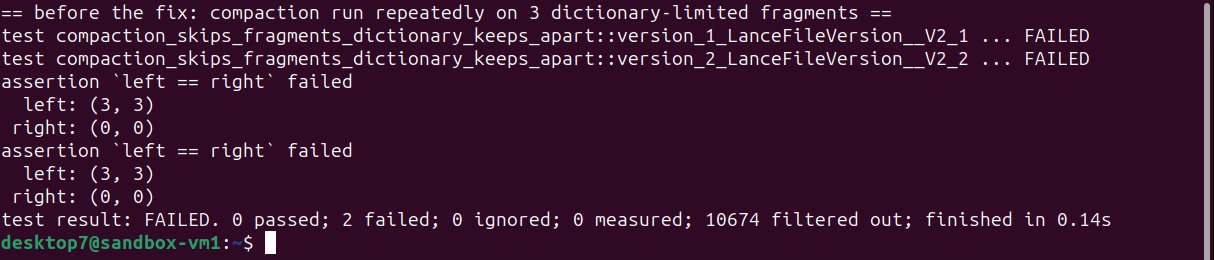 == before the fix: compaction run repeatedly on 3 dictionary-limited fragments ==
test compaction_skips_fragments_dictionary_keeps_apart::version_1_LanceFileVersion__V2_1 ... FAILED
test compaction_skips_fragments_dictionary_keeps_apart::version_2_LanceFileVersion__V2_2 ... FAILED
assertion `left == right` failed
  left: (3, 3)
 right: (0, 0)
assertion `left == right` failed
  left: (3, 3)
 right: (0, 0)
test result: FAILED. 0 passed; 2 failed; 0 ignored; 0 measured; 10674 filtered out; finished in 0.14s
desktop7@sandbox-vm1:~$